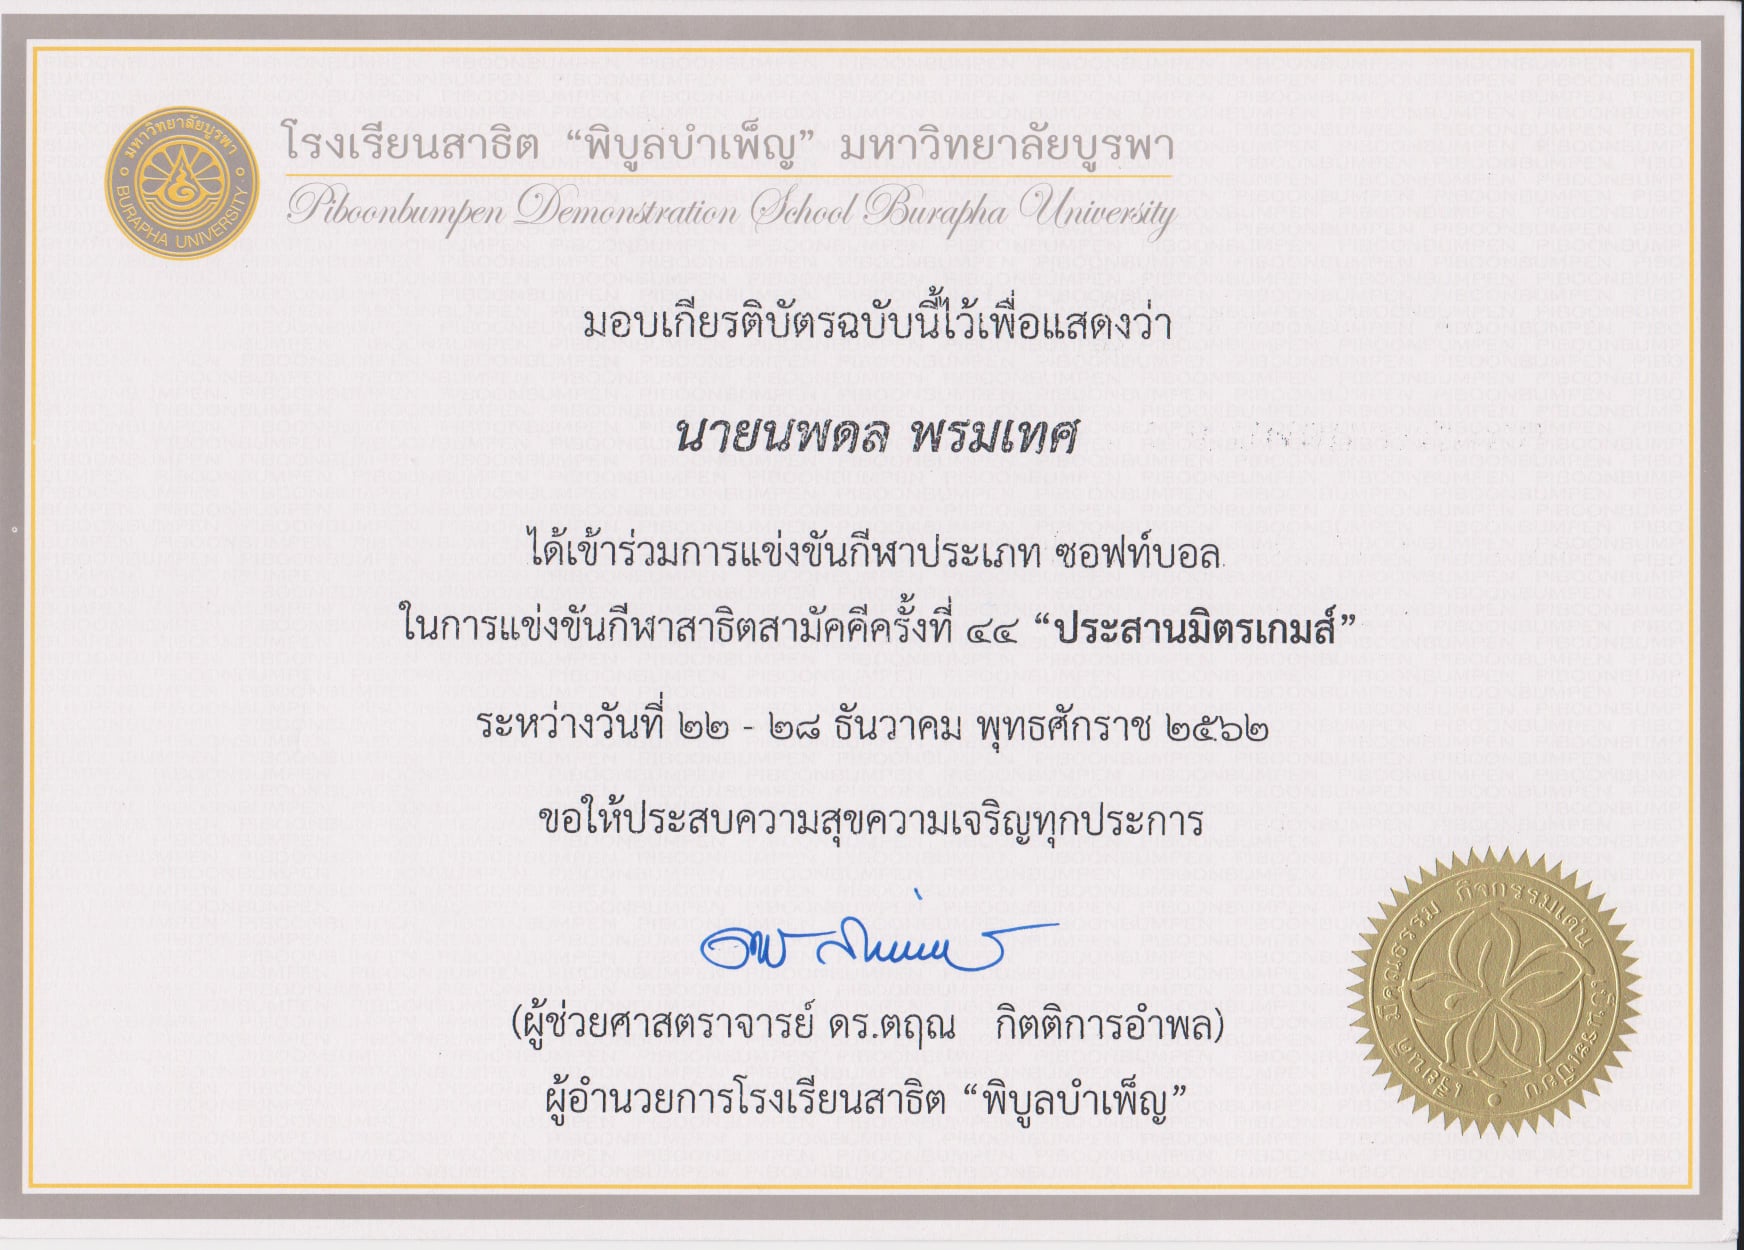 โรงเรียนสาธิต “พิบูลบำเพ็ญ” มหาวิทยาลัยบูรพา
Piboonbumpen Demonstration School Burapha University
มหาวิทยาลัยบูรพา
BURAPHA UNIVERSITY
มอบเกียรติบัตรฉบับนี้ไว้เพื่อแสดงว่า
นายนพดล พรมเทศ
ได้เข้าร่วมการแข่งขันกีฬาประเภท ซอฟท์บอล
ในการแข่งขันกีฬาสาธิตสามัคคีครั้งที่ ๔๔ “ประสานมิตรเกมส์”
ระหว่างวันที่ ๒๒ - ๒๘ ธันวาคม พุทธศักราช ๒๕๖๒
ขอให้ประสบความสุขความเจริญทุกประการ
(ผู้ช่วยศาสตราจารย์ ดร.ตฤณ กิตติการอำพล)
ผู้อำนวยการโรงเรียนสาธิต “พิบูลบำเพ็ญ”
เรียนดี มีคุณธรรม กิจกรรมเด่น เน้นระเบียบ